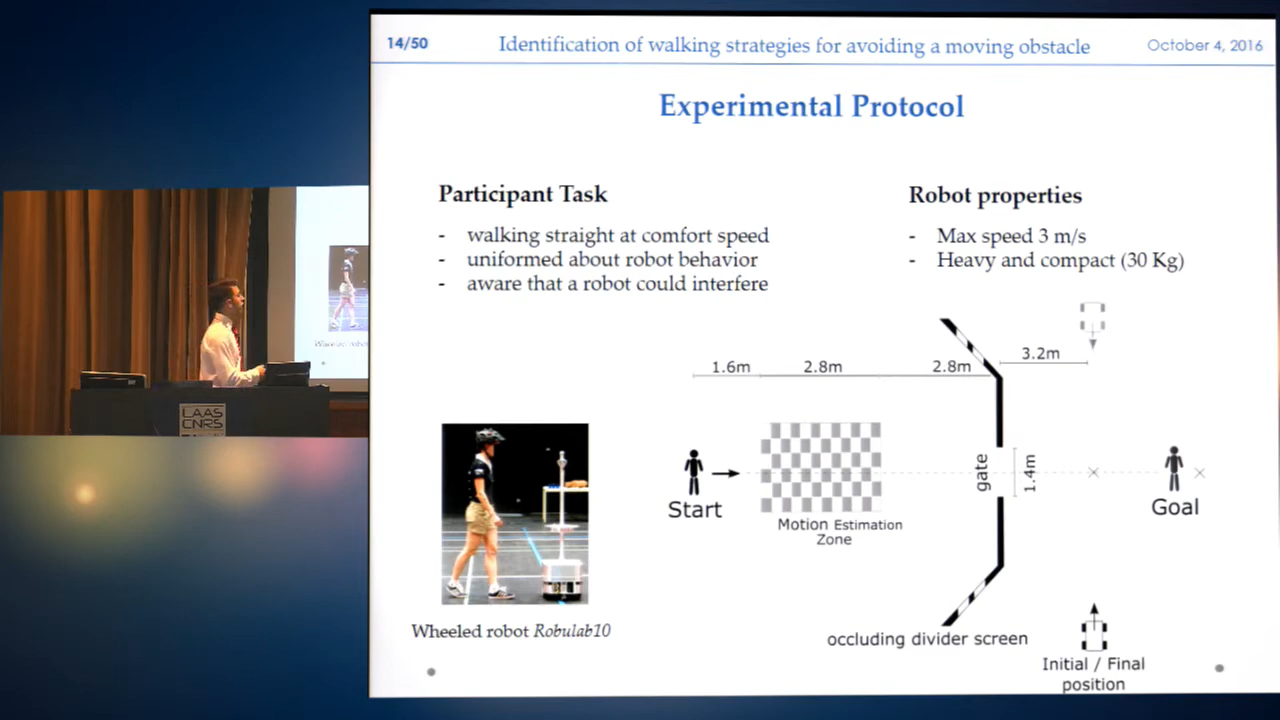 14/50
Identification of walking strategies for avoiding a moving obstacle
October 4, 2016
Experimental Protocol
Participant Task
- walking straight at comfort speed
- uniformed about robot behavior
- aware that a robot could interfere
Robot properties
- Max speed 3 m/s
- Heavy and compact (30 Kg)
1.6m
2.8m
2.8m
3.2m
gate
1.4m
Start
Goal
Motion Estimation
Zone
Wheeled robot Robulab10
occluding divider screen
Initial / Final
position
Wheeled robot
LAAS
CNRS